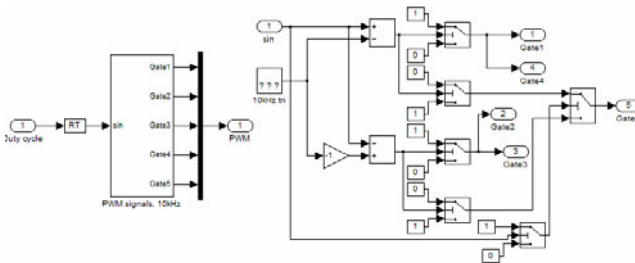 1
Duty cycle
RT
sin
Gate1
Gate2
Gate3
Gate4
Gate5
PWM signals, 10kHz
1
PWM
1
sin
? ? ?
10kHz tri
-1
+
-
-
+
1
0
1
Gate1
4
Gate4
0
1
1
0
2
Gate2
3
Gate3
0
1
1
0
5
Gate